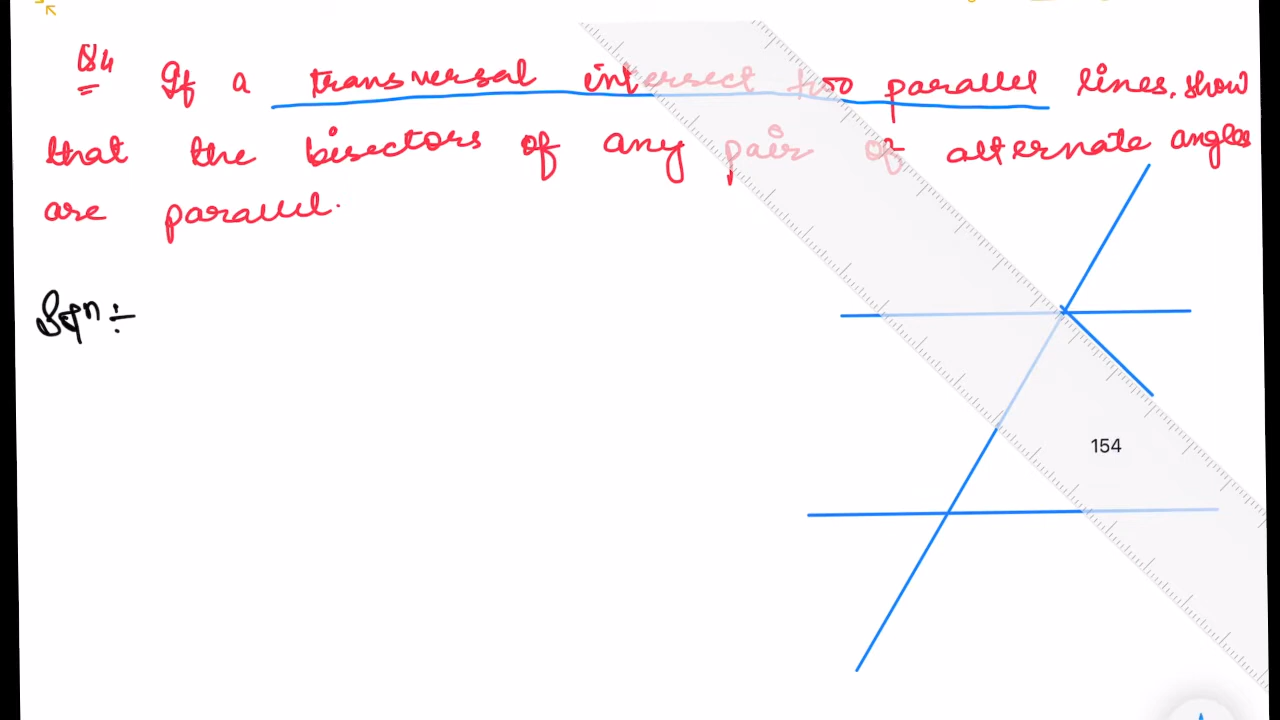 Q4 If a transversal intersect two parallel lines, show
that the bisectors of any pair of alternate angles
are parallel.
Solⁿ :-
154